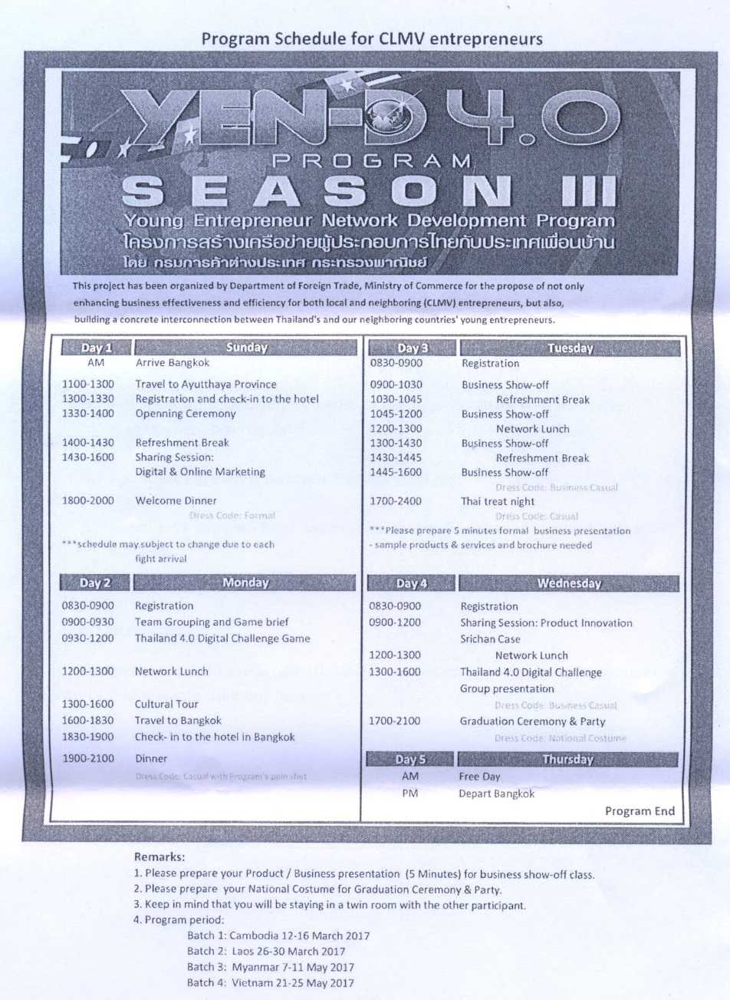 Program Schedule for CLMV entrepreneurs
YEN-D 4.0
PROGRAM
SEASON III
Young Entrepreneur Network Development Program
โครงการสร้างเครือข่ายผู้ประกอบการไทยกับประเทศเพื่อนบ้าน
โดย กรมการค้าต่างประเทศ กระทรวงพาณิชย์
This project has been organized by Department of Foreign Trade, Ministry of Commerce for the propose of not only
enhancing business effectiveness and efficiency for both local and neighboring (CLMV) entrepreneurs, but also,
building a concrete interconnection between Thailand's and our neighboring countries' young entrepreneurs.
Day 1 Sunday
AM Arrive Bangkok
1100-1300 Travel to Ayutthaya Province
1300-1330 Registration and check-in to the hotel
1330-1400 Openning Ceremony
1400-1430 Refreshment Break
1430-1600 Sharing Session:
Digital & Online Marketing
1800-2000 Welcome Dinner
Dress Code: Formal
***schedule may subject to change due to each
fight arrival
Day 2 Monday
0830-0900 Registration
0900-0930 Team Grouping and Game brief
0930-1200 Thailand 4.0 Digital Challenge Game
1200-1300 Network Lunch
1300-1600 Cultural Tour
1600-1830 Travel to Bangkok
1830-1900 Check- in to the hotel in Bangkok
1900-2100 Dinner
Dress Code: Casual with Program's polo shirt
Day 3 Tuesday
0830-0900 Registration
0900-1030 Business Show-off
1030-1045 Refreshment Break
1045-1200 Business Show-off
1200-1300 Network Lunch
1300-1430 Business Show-off
1430-1445 Refreshment Break
1445-1600 Business Show-off
Dress Code: Business Casual
1700-2400 Thai treat night
Dress Code: Casual
***Please prepare 5 minutes formal business presentation
- sample products & services and brochure needed
Day 4 Wednesday
0830-0900 Registration
0900-1200 Sharing Session: Product Innovation
Srichan Case
1200-1300 Network Lunch
1300-1600 Thailand 4.0 Digital Challenge
Group presentation
Dress Code: Business Casual
1700-2100 Graduation Ceremony & Party
Dress Code: National Costume
Day 5 Thursday
AM Free Day
PM Depart Bangkok
Program End
Remarks:
1. Please prepare your Product / Business presentation (5 Minutes) for business show-off class.
2. Please prepare your National Costume for Graduation Ceremony & Party.
3. Keep in mind that you will be staying in a twin room with the other participant.
4. Program period:
Batch 1: Cambodia 12-16 March 2017
Batch 2: Laos 26-30 March 2017
Batch 3: Myanmar 7-11 May 2017
Batch 4: Vietnam 21-25 May 2017